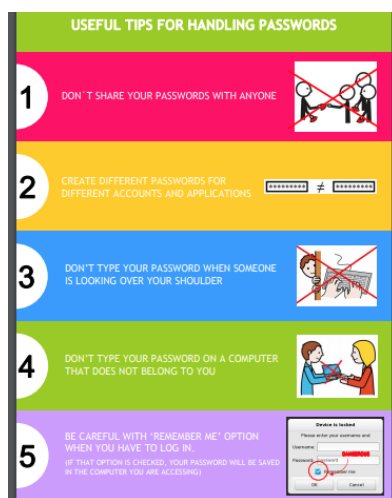 USEFUL TIPS FOR HANDLING PASSWORDS
1
DON´T SHARE YOUR PASSWORDS WITH ANYONE
2
CREATE DIFFERENT PASSWORDS FOR
DIFFERENT ACCOUNTS AND APPLICATIONS
********* ≠ *********
3
DON'T TYPE YOUR PASSWORD WHEN SOMEONE
IS LOOKING OVER YOUR SHOULDER
4
DON'T TYPE YOUR PASSWORD ON A COMPUTER
THAT DOES NOT BELONG TO YOU
5
BE CAREFUL WITH 'REMEMBER ME' OPTION
WHEN YOU HAVE TO LOG IN.
(IF THAT OPTION IS CHECKED, YOUR PASSWORD WILL BE SAVED
IN THE COMPUTER YOU ARE ACCESSING)
Device is locked
Please enter your username and
Username:
DANGEROUS
Password: Password
Remember me
OK Cancel